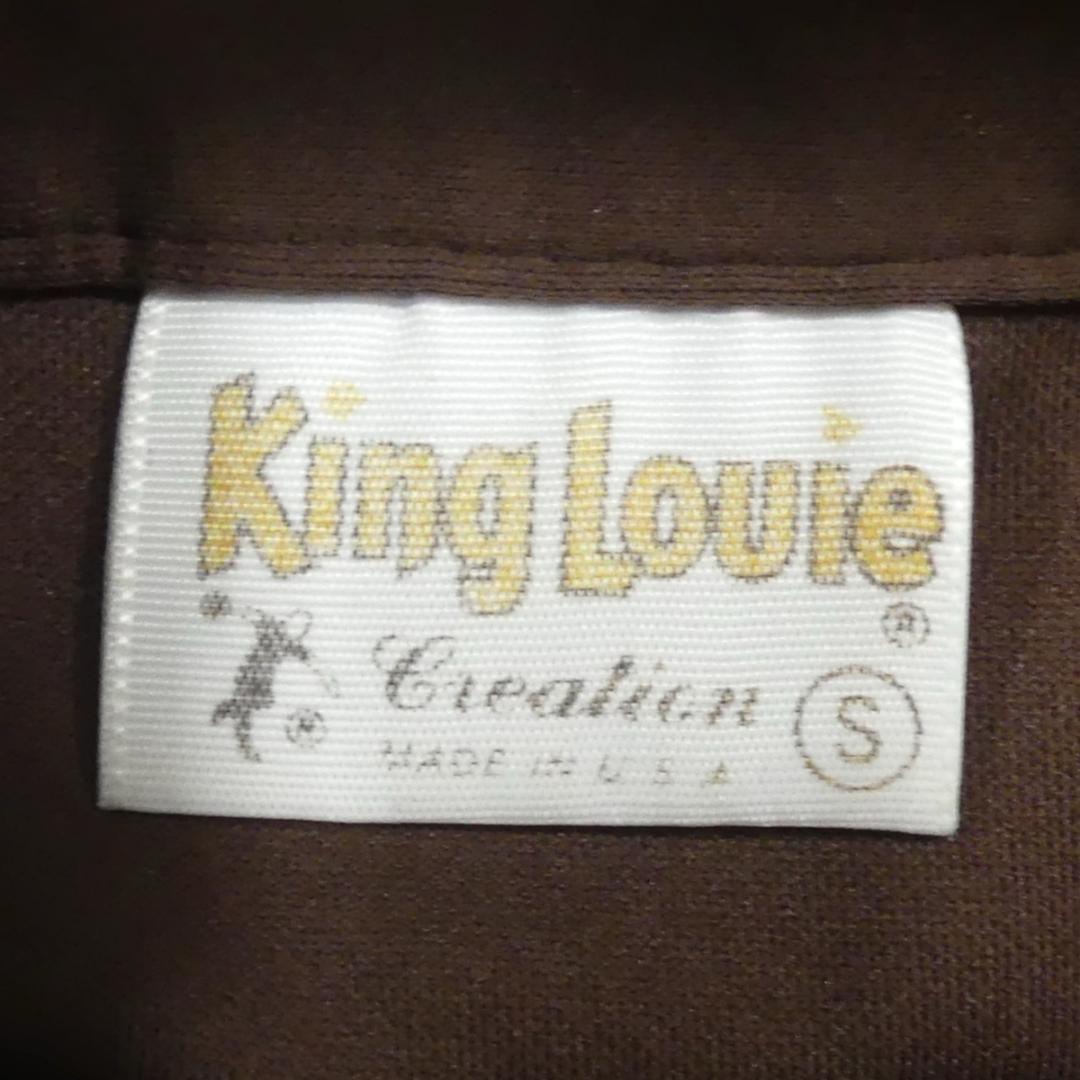 King Louie
®
Creation
® S
MADE IN U S A